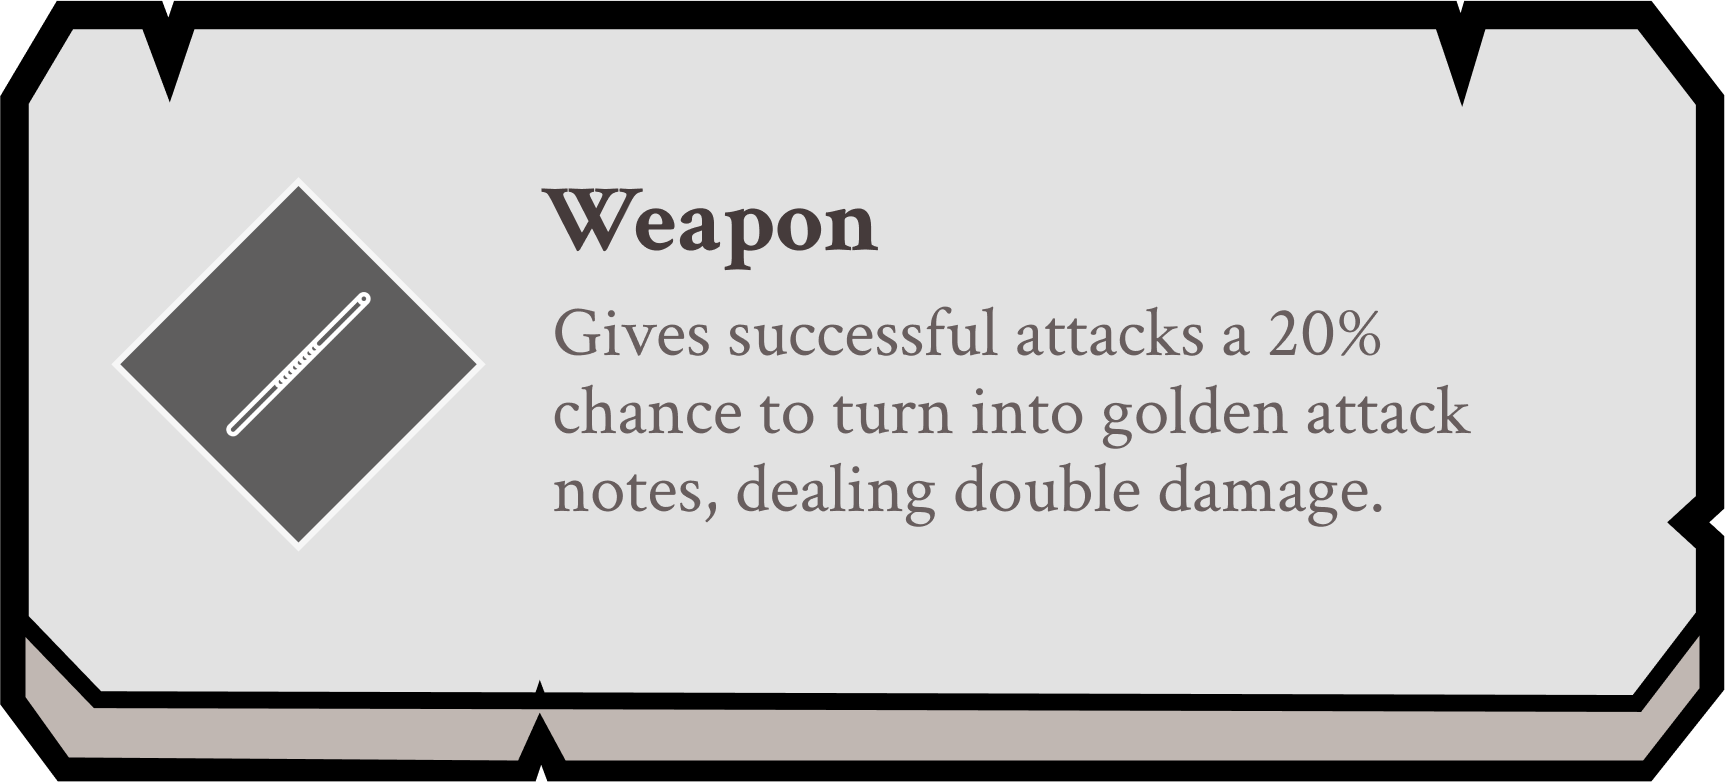 Weapon
Gives successful attacks a 20%
chance to turn into golden attack
notes, dealing double damage.